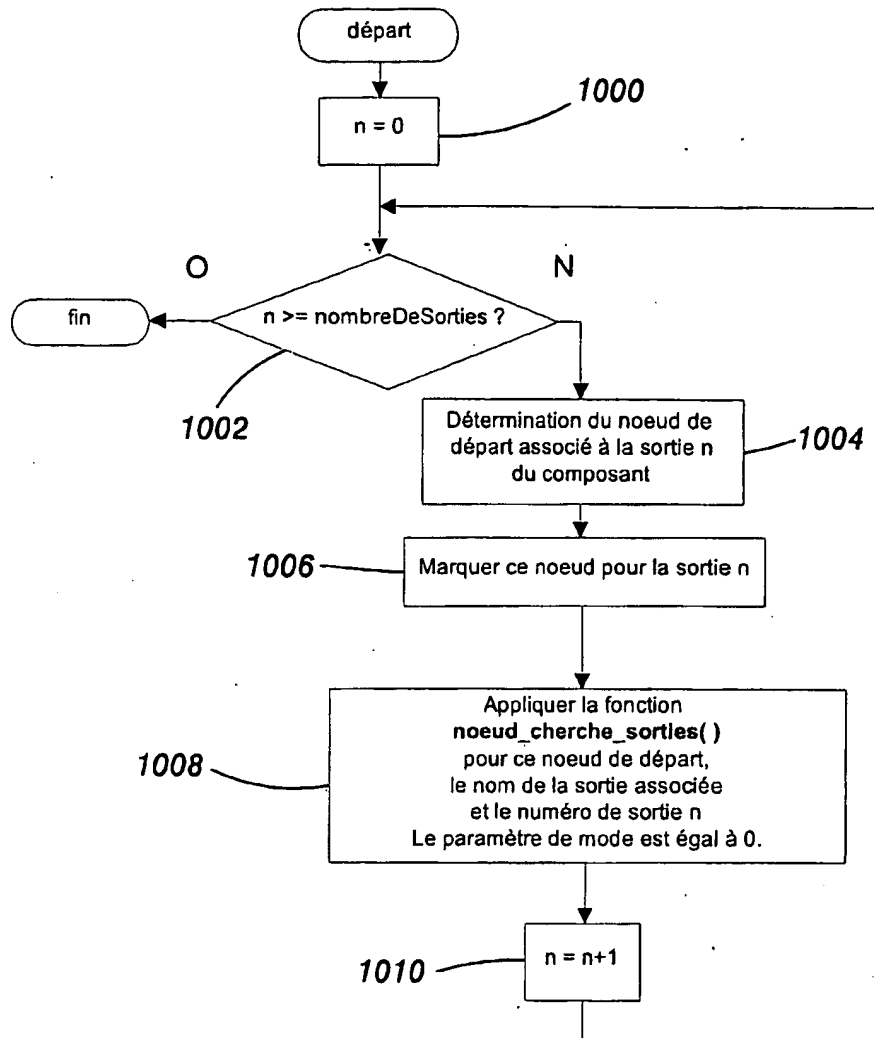 départ
1000
n = 0
O
N
fin
n >= nombreDeSorties ?
1002
Détermination du noeud de
départ associé à la sortie n
du composant
1004
1006
Marquer ce noeud pour la sortie n
Appliquer la fonction
noeud_cherche_sorties( )
pour ce noeud de départ,
le nom de la sortie associée
et le numéro de sortie n
Le paramètre de mode est égal à 0.
1008
n = n+1
1010